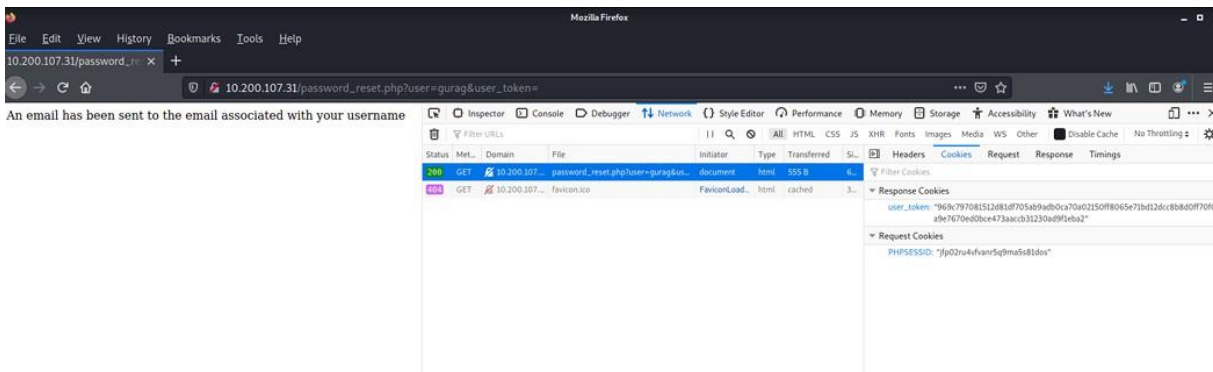 Mozilla Firefox
File Edit View History Bookmarks Tools Help
10.200.107.31/password_re
10.200.107.31/password_reset.php?user=gurag&user_token=
An email has been sent to the email associated with your username
Inspector Console Debugger Network Style Editor Performance Memory Storage Accessibility What's New
Filter URLs All HTML CSS JS XHR Fonts Images Media WS Other Disable Cache No Throttling
Status Met... Domain File Initiator Type Transferred Si... Headers Cookies Request Response Timings
200 GET 10.200.107.... password_reset.php?user=gurag&us... document html 555 B 6... Filter Cookies
404 GET 10.200.107.... favicon.ico FaviconLoad... html cached 3... Response Cookies
user_token:
Request Cookies
PHPSESSID: "jfp02ru4vfvanr5q9ma5s81dos"